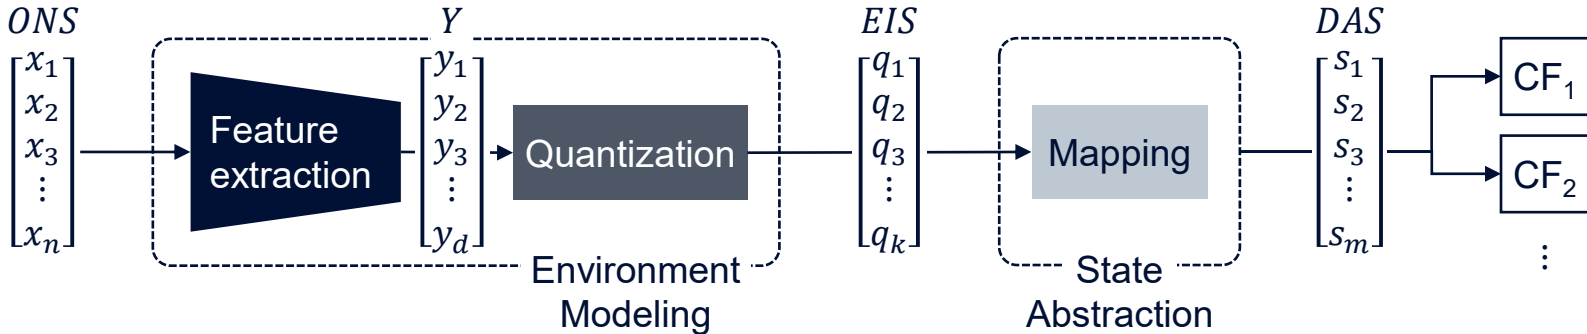 ONS
x₁
x₂
x₃
⋮
xₙ
Feature
extraction
Y
y₁
y₂
y₃
⋮
y_d
Quantization
Environment
Modeling
EIS
q₁
q₂
q₃
⋮
qₖ
Mapping
State
Abstraction
DAS
s₁
s₂
s₃
⋮
sₘ
CF₁
CF₂
⋮